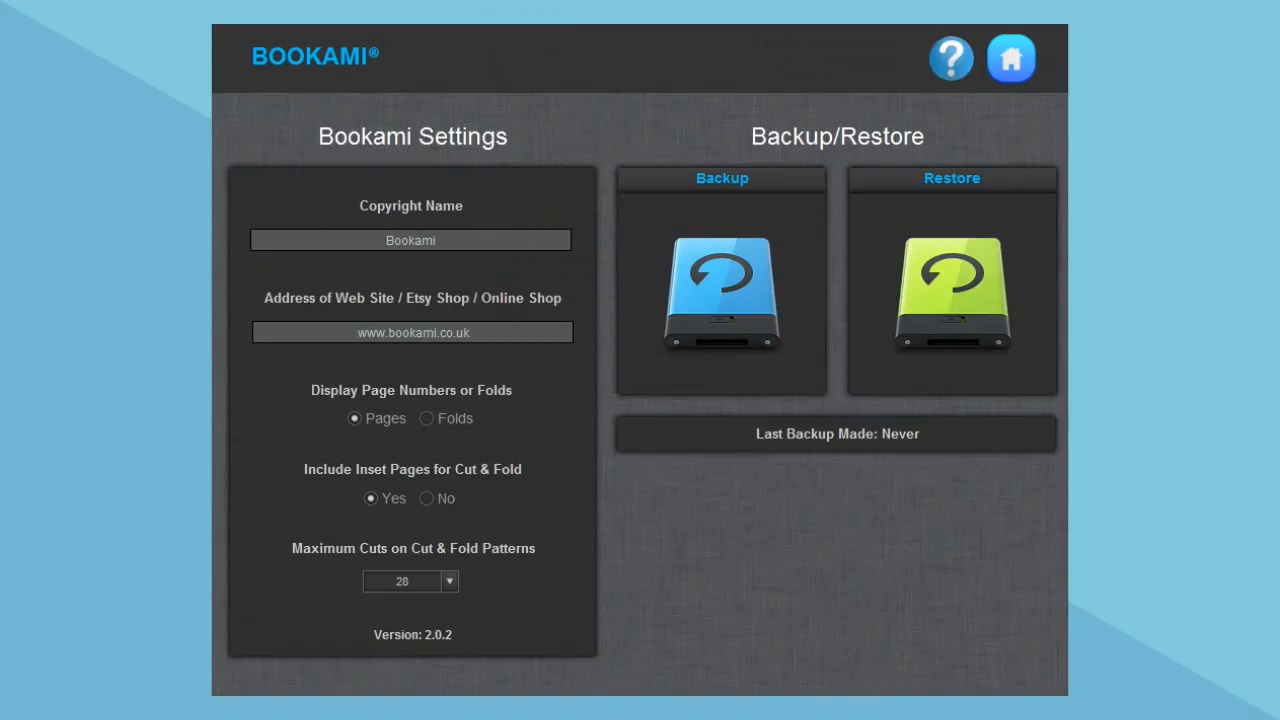 BOOKAMI®
Bookami Settings
Copyright Name
Bookami
Address of Web Site / Etsy Shop / Online Shop
www.bookami.co.uk
Display Page Numbers or Folds
Pages Folds
Include Inset Pages for Cut & Fold
Yes No
Maximum Cuts on Cut & Fold Patterns
28
Version: 2.0.2
Backup/Restore
Backup
Restore
Last Backup Made: Never